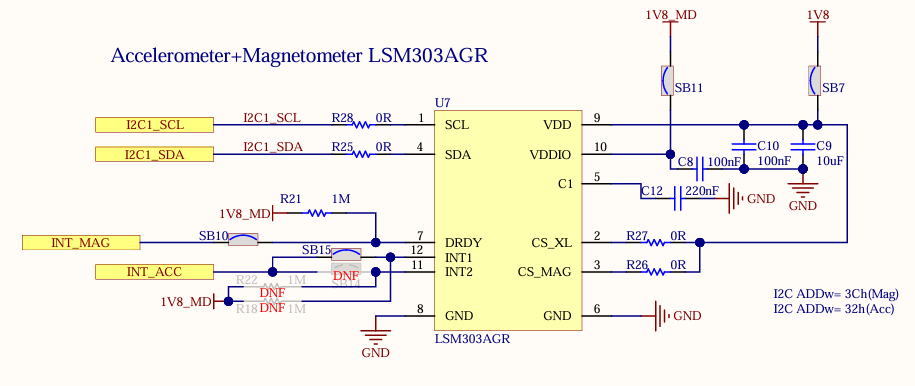 1V8_MD 1V8
Accelerometer+Magnetometer LSM303AGR
SB11 SB7
U7
I2C1_SCL I2C1_SCL R28 0R 1 SCL VDD 9
I2C1_SDA I2C1_SDA R25 0R 4 SDA VDDIO 10
C10 C9
C8 100nF 100nF 10uF
C1 5
C12 220nF GND GND
R21 1M
1V8_MD
SB10
INT_MAG 7 DRDY CS_XL 2 R27 0R
SB15 12 INT1
INT_ACC 11 INT2 CS_MAG 3 R26 0R
DNF SB14
R22 DNF 1M
1V8_MD
R18 DNF 1M
I2C ADDw= 3Ch(Mag)
I2C ADDw= 32h(Acc)
8 GND GND 6 GND
GND
LSM303AGR